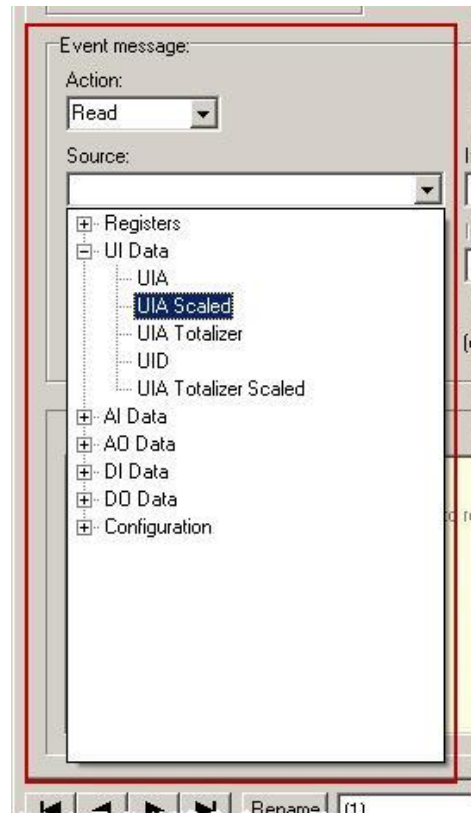 Event message:
Action:
Read
Source:
Registers
UI Data
UIA
UIA Scaled
UIA Totalizer
UID
UIA Totalizer Scaled
AI Data
AO Data
DI Data
DO Data
Configuration
Rename (1)